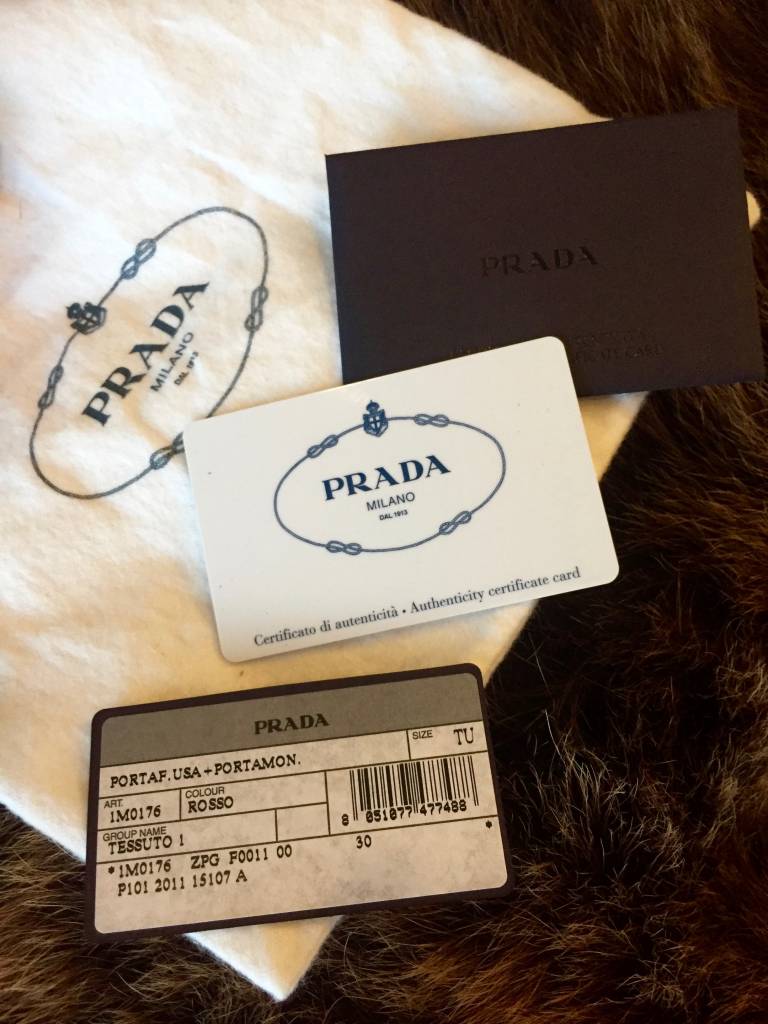 PRADA
MILANO
DAL 1913
PRADA
PRADA
MILANO
DAL 1913
Certificato di autenticità • Authenticity certificate card
PRADA
PORTAF.USA+PORTAMON.
SIZE TU
ART.
1M0176
COLOUR
ROSSO
8 051077 477488
GROUP NAME
TESSUTO 1
*1M0176 ZPG F0011 00 30 *
P101 2011 15107 A